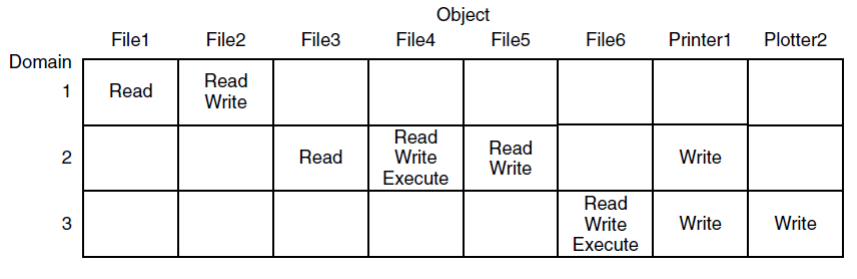 Object
File1 File2 File3 File4 File5 File6 Printer1 Plotter2
Domain
1 Read Read
Write
2 Read Read
Write
Execute Read
Write Write
3 Read
Write
Execute Write Write